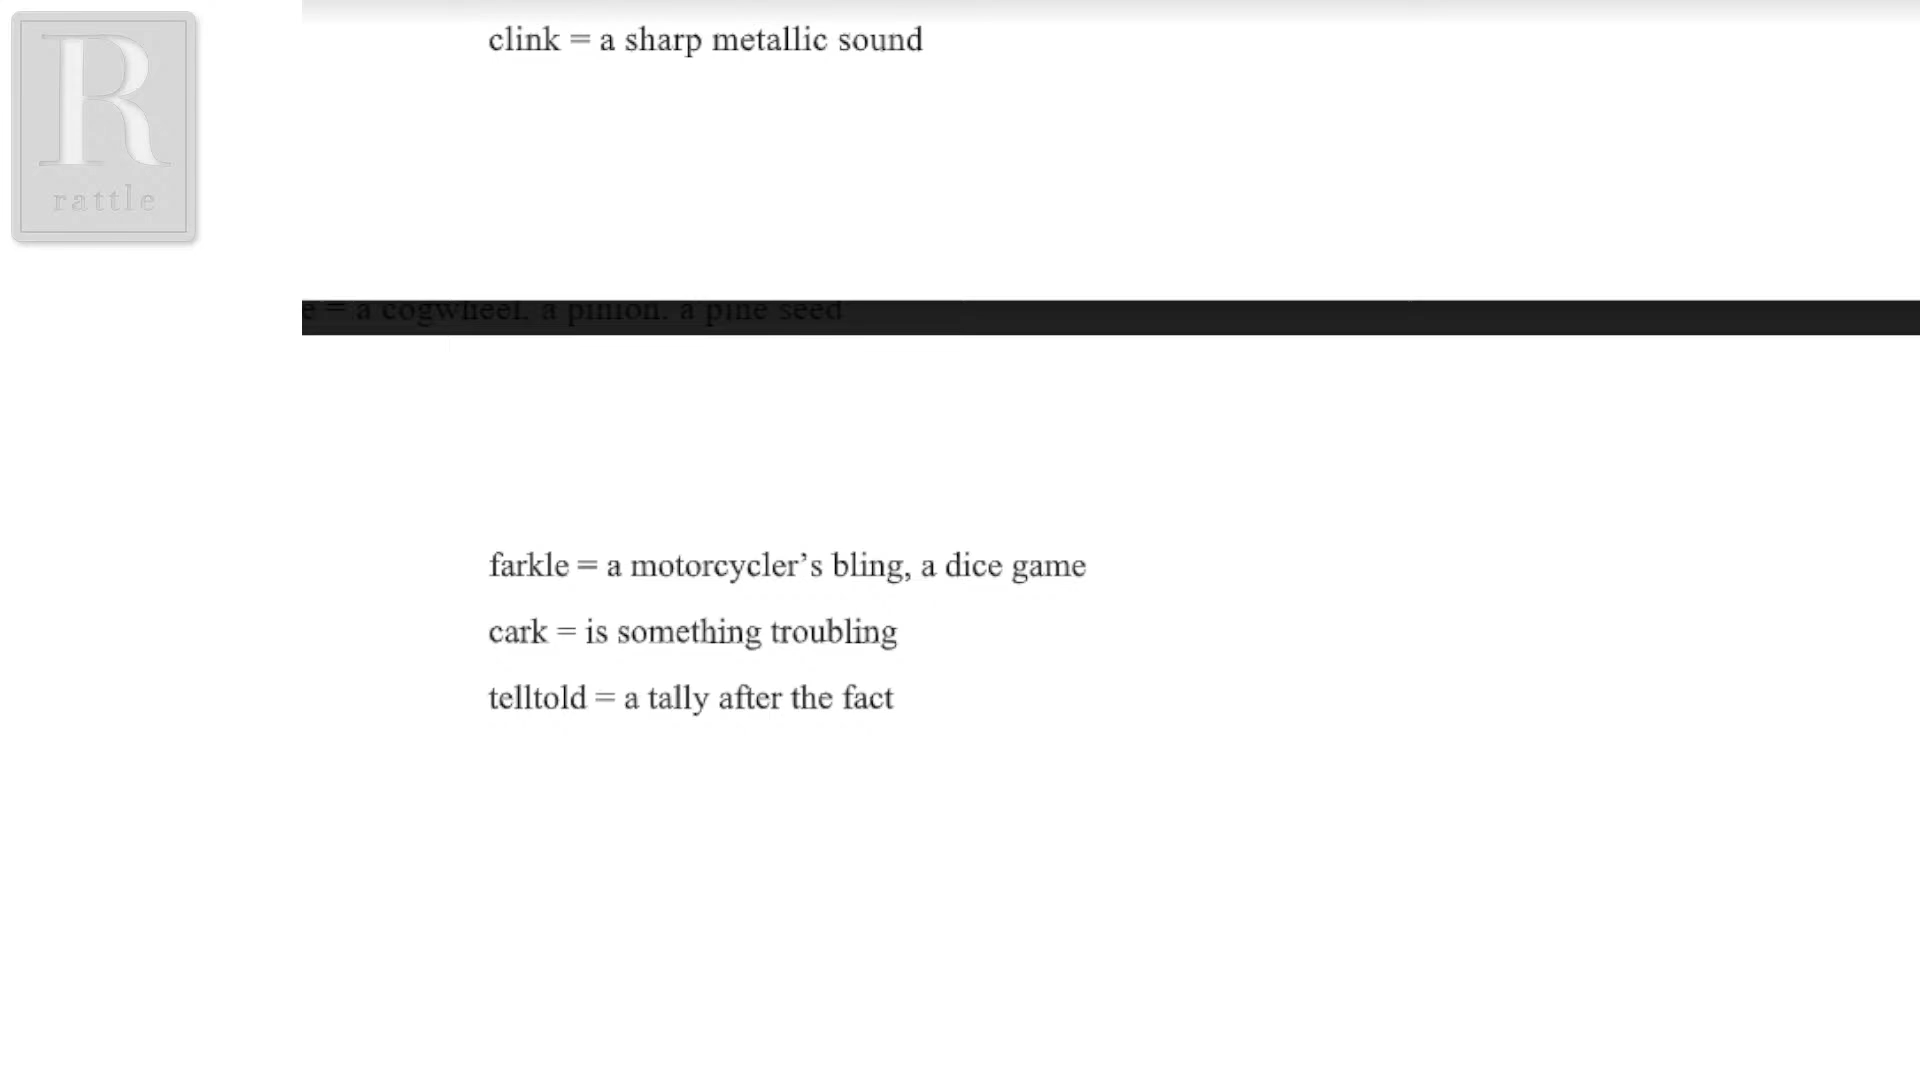 R
rattle
clink = a sharp metallic sound
e = a cogwheel, a pinion, a pine seed
farkle = a motorcycler’s bling, a dice game
cark = is something troubling
telltold = a tally after the fact